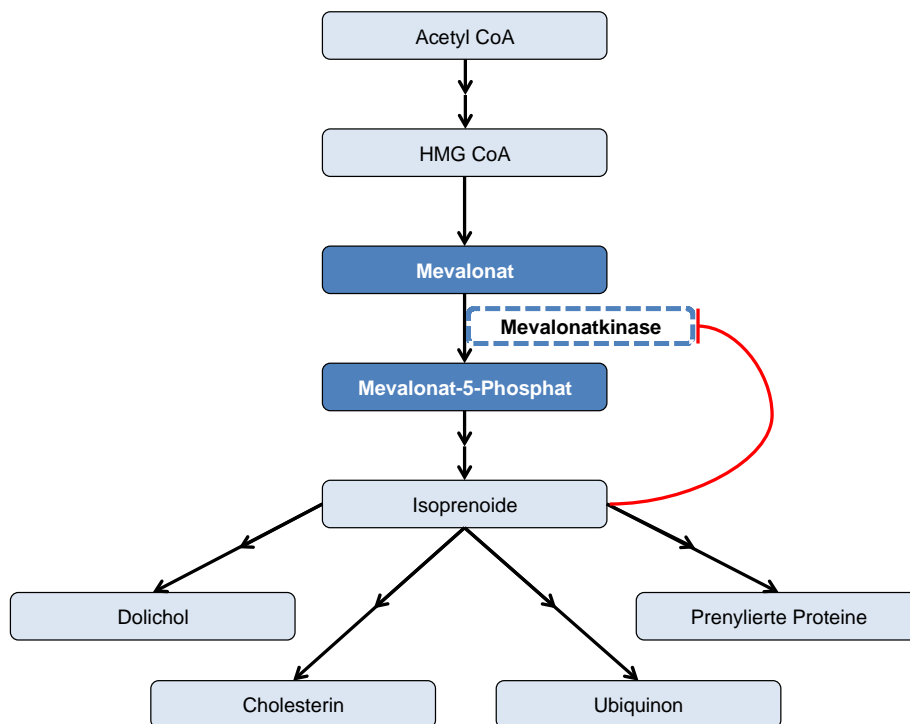 Acetyl CoA
HMG CoA
Mevalonat
Mevalonatkinase
Mevalonat-5-Phosphat
Isoprenoide
Dolichol
Prenylierte Proteine
Cholesterin
Ubiquinon